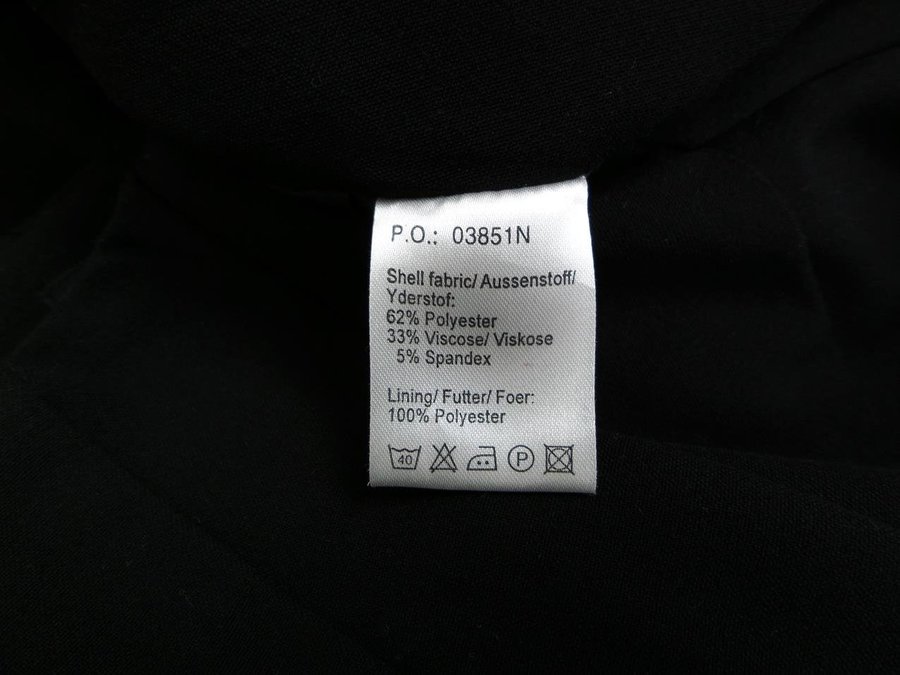 P.O.: 03851N
Shell fabric/ Aussenstoff/
Yderstof:
62% Polyester
33% Viscose/ Viskose
5% Spandex
Lining/ Futter/ Foer:
100% Polyester
40 P